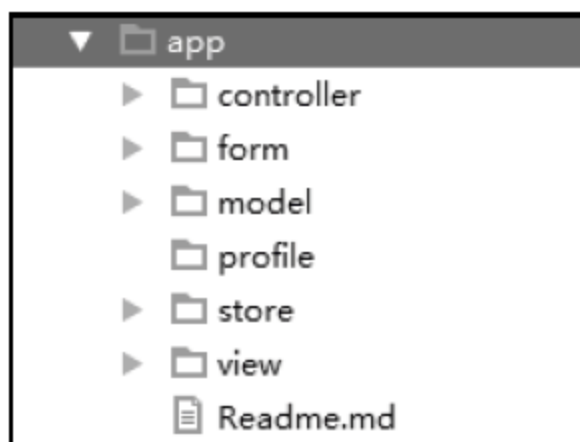 app
controller
form
model
profile
store
view
Readme.md